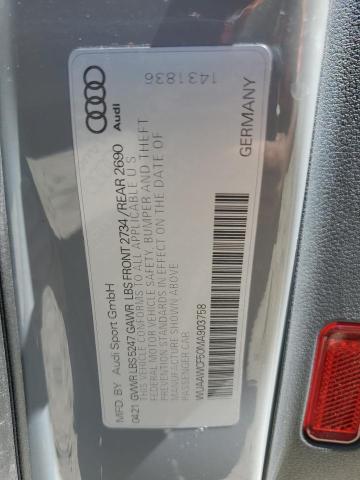 MFD. BY Audi Sport GmbH
04.21 GVWR LBS 5247 GAWR LBS FRONT 2734 / REAR 2690
THIS VEHICLE CONFORMS TO ALL APPLICABLE U S
FEDERAL MOTOR VEHICLE SAFETY, BUMPER AND THEFT
PREVENTION STANDARDS IN EFFECT ON THE DATE OF
MANUFACTURE SHOWN ABOVE
PASSENGER CAR
WUAAWCF50MA903758
GERMANY
Audi
1431836